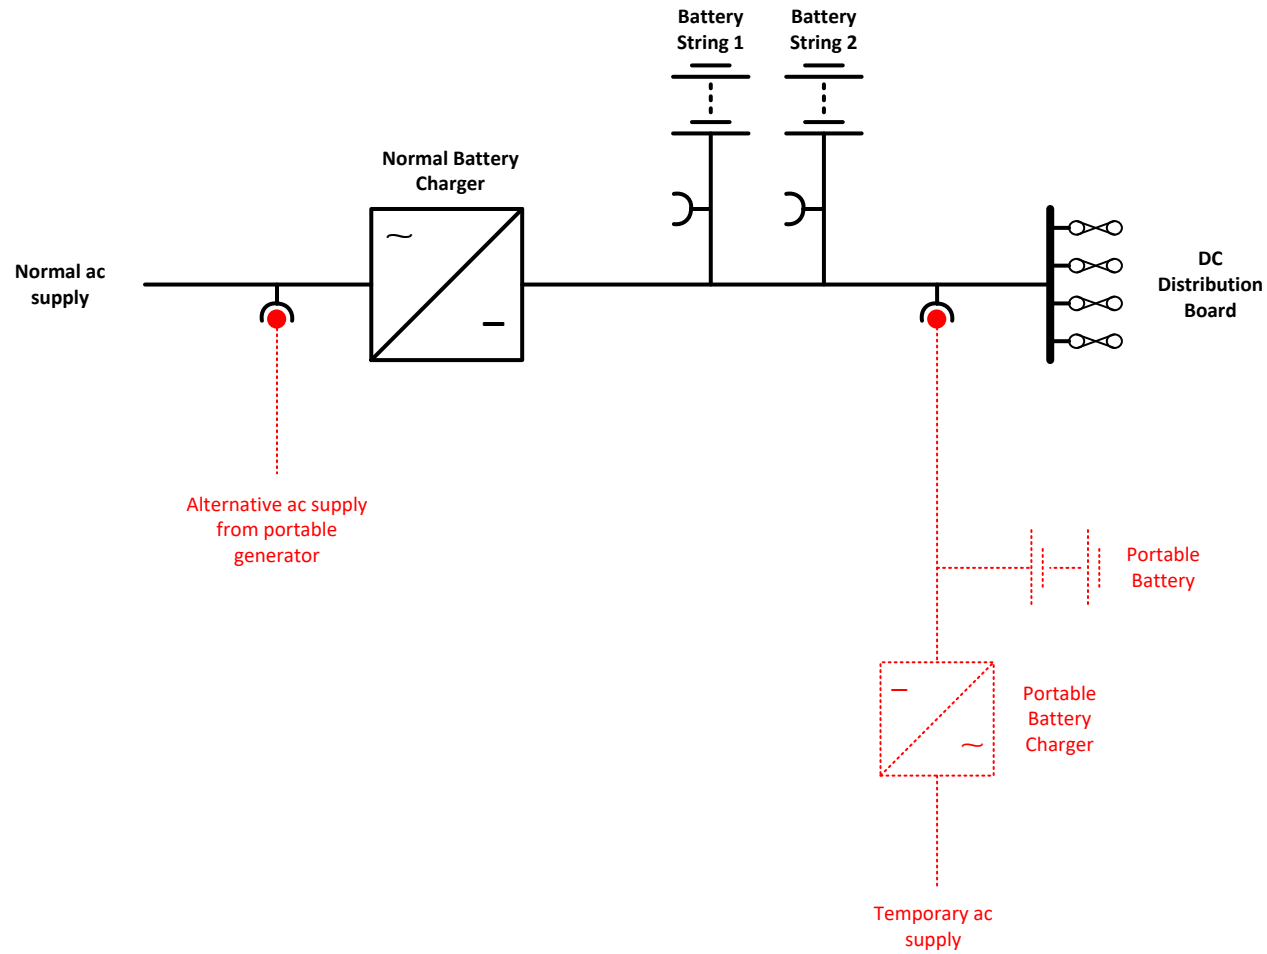 Battery
String 1
Battery
String 2
Normal Battery
Charger
Normal ac
supply
DC
Distribution
Board
Alternative ac supply
from portable
generator
Portable
Battery
Portable
Battery
Charger
Temporary ac
supply